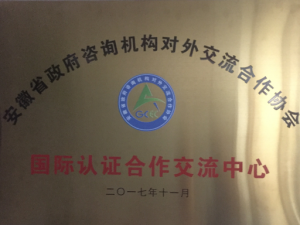 安徽省政府咨询机构对外交流合作协会
国际认证合作交流中心
二〇一七年十一月